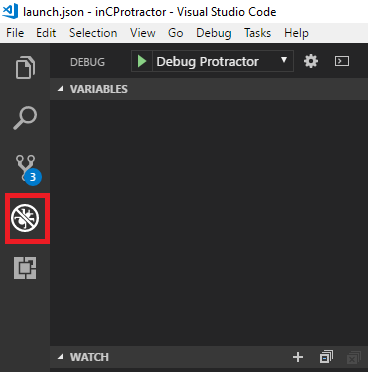 launch.json - inCProtractor - Visual Studio Code
File Edit Selection View Go Debug Tasks Help
DEBUG Debug Protractor
VARIABLES
3
WATCH